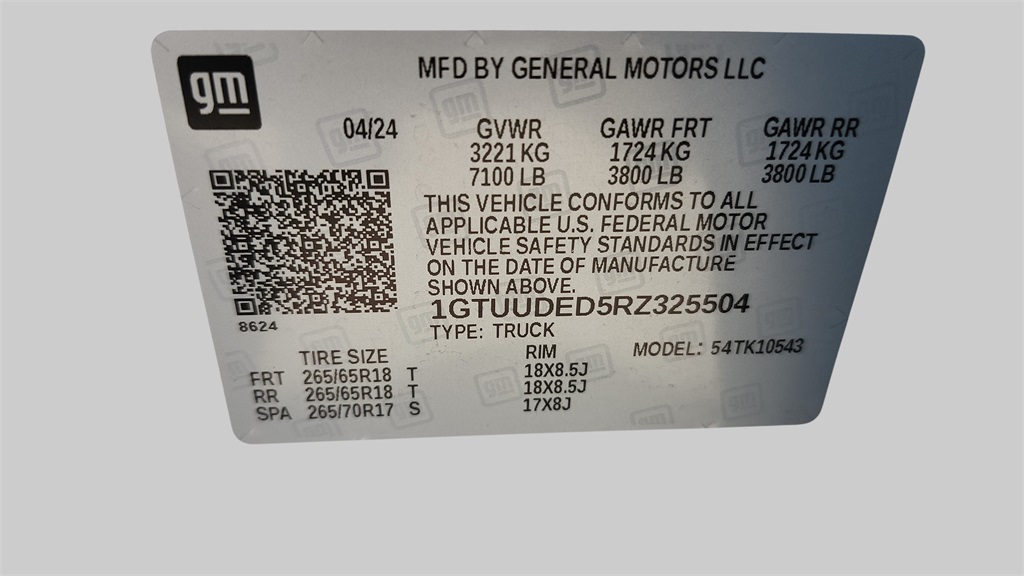 gm
MFD BY GENERAL MOTORS LLC
04/24 GVWR GAWR FRT GAWR RR
3221 KG 1724 KG 1724 KG
7100 LB 3800 LB 3800 LB
THIS VEHICLE CONFORMS TO ALL
APPLICABLE U.S. FEDERAL MOTOR
VEHICLE SAFETY STANDARDS IN EFFECT
ON THE DATE OF MANUFACTURE
SHOWN ABOVE.
1GTUUDED5RZ325504
8624
TYPE: TRUCK
TIRE SIZE RIM MODEL: 54TK10543
FRT 265/65R18 T 18X8.5J
RR 265/65R18 T 18X8.5J
SPA 265/70R17 S 17X8J